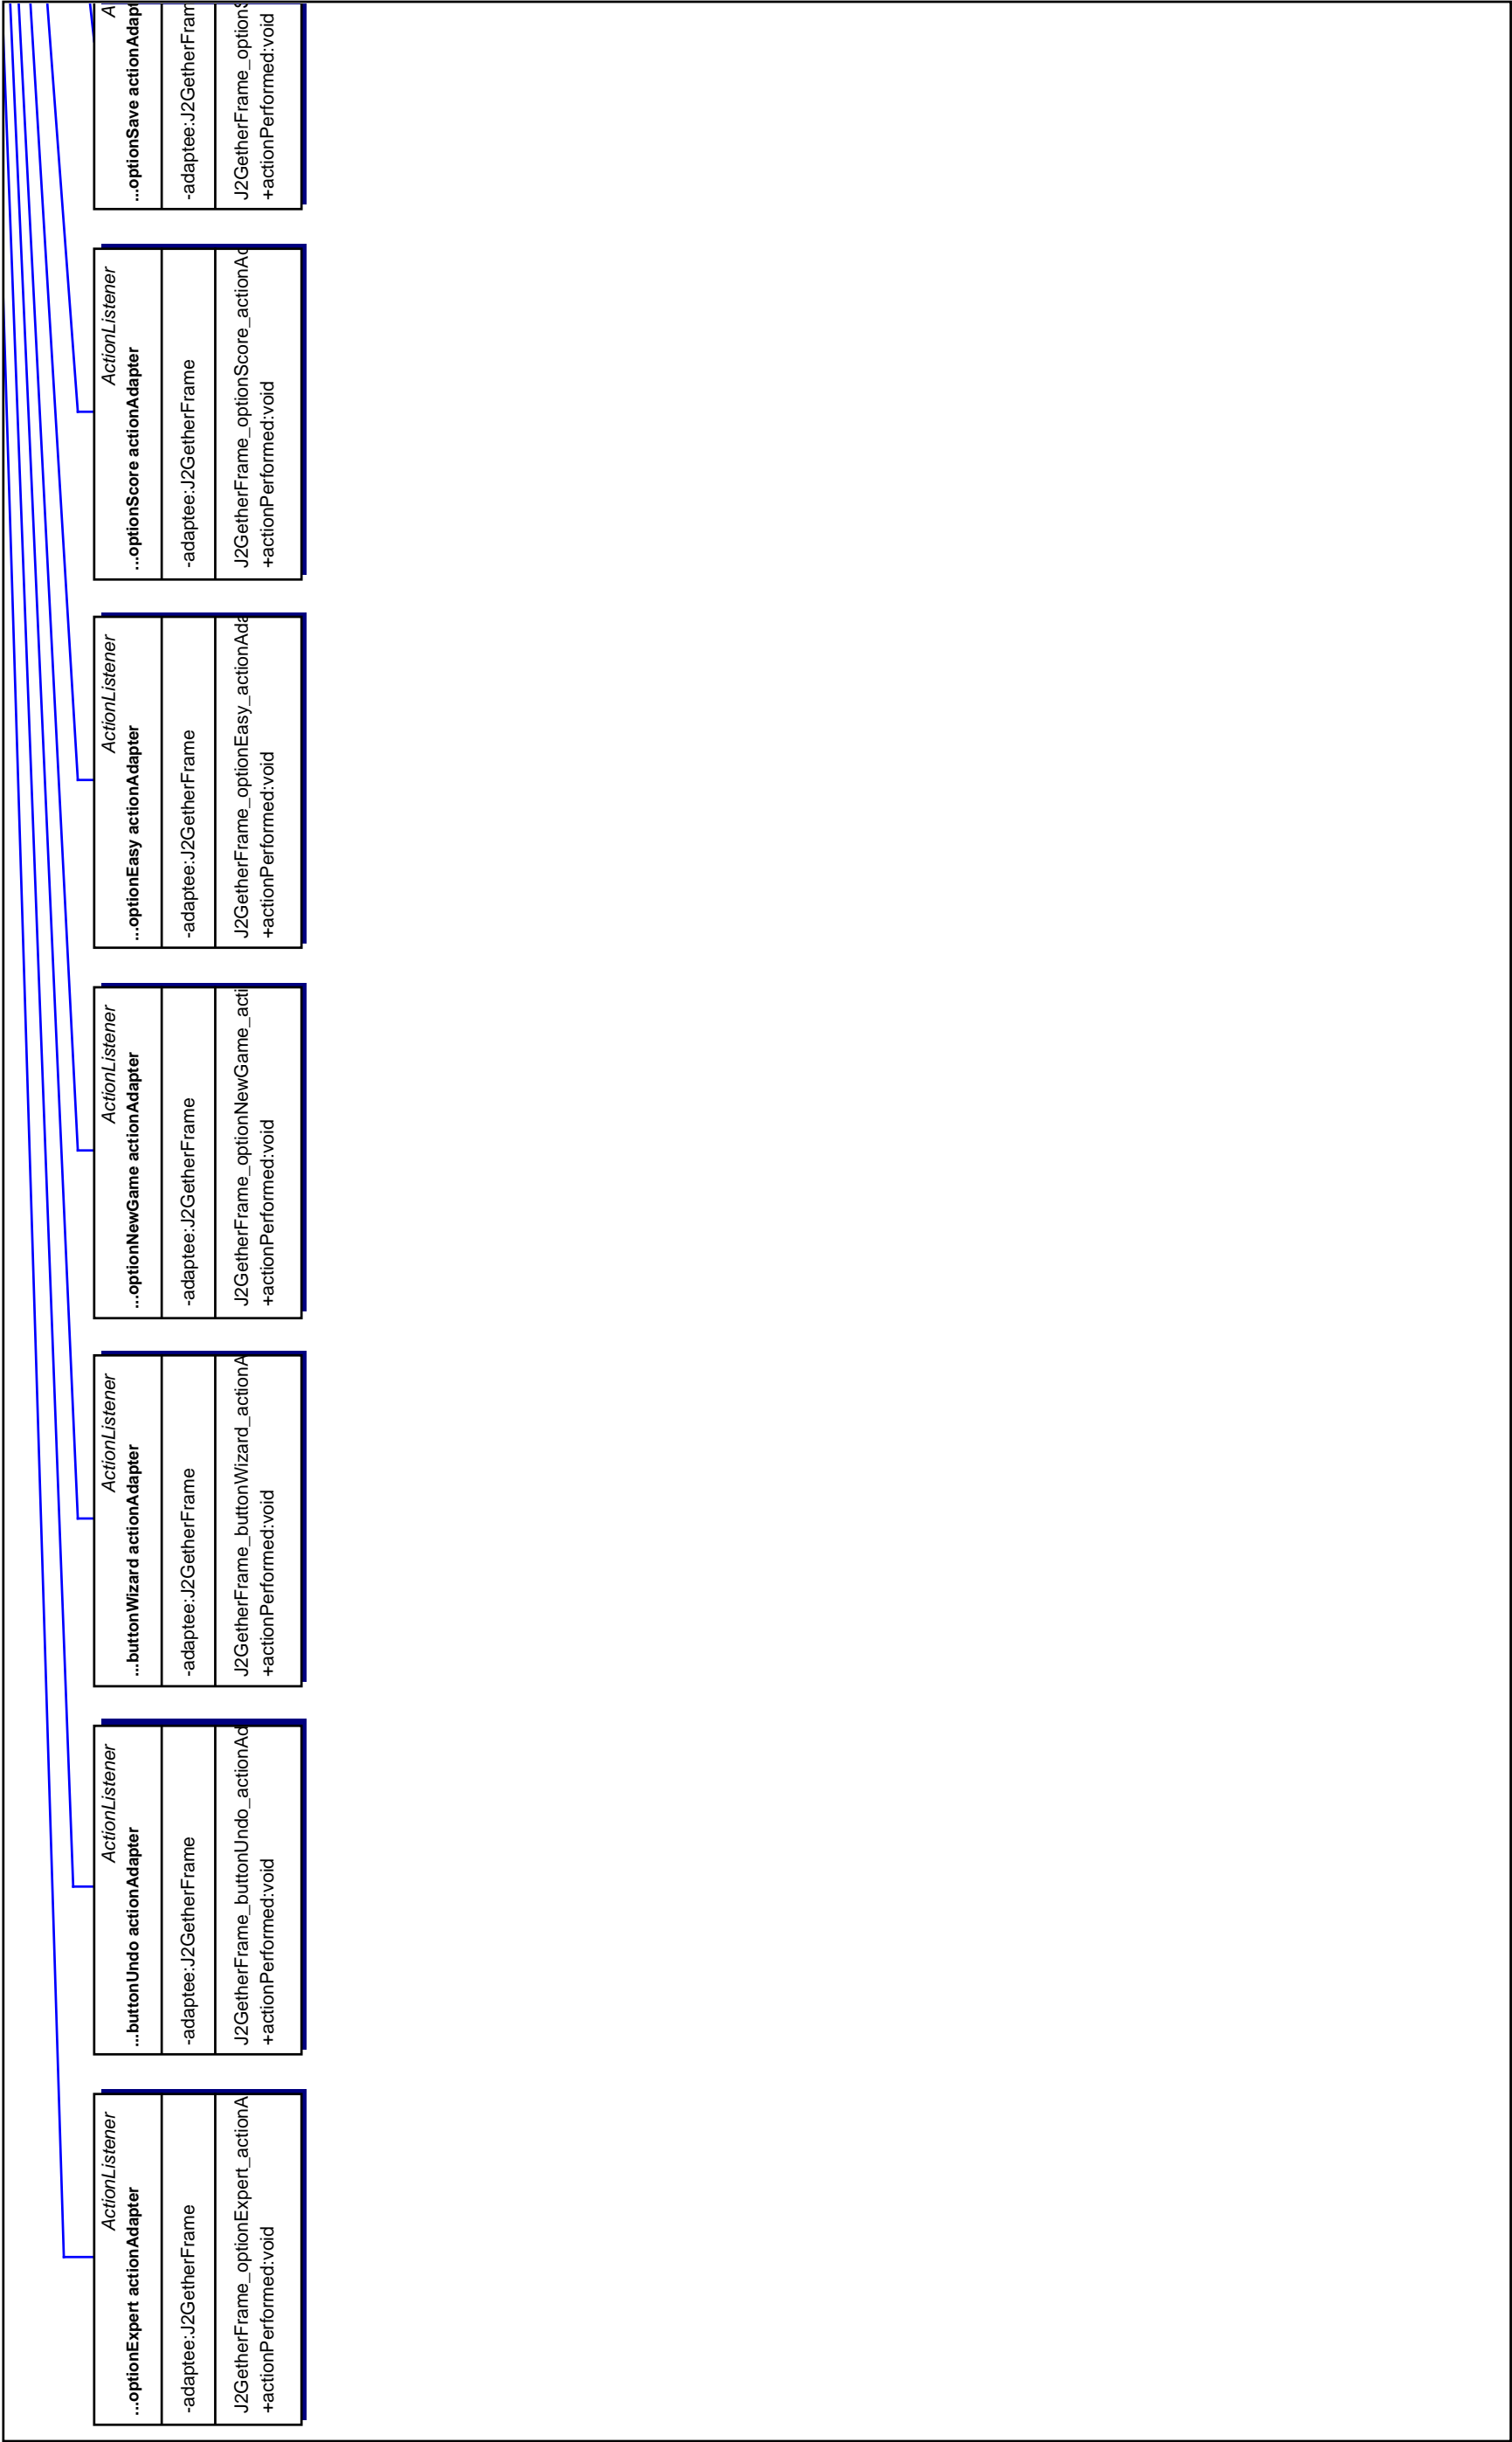 ActionListener
...optionExpert actionAdapter
-adaptee:J2GetherFrame
J2GetherFrame_optionExpert_actionA
+actionPerformed:void
ActionListener
...buttonUndo actionAdapter
-adaptee:J2GetherFrame
J2GetherFrame_buttonUndo_actionAd
+actionPerformed:void
ActionListener
...buttonWizard actionAdapter
-adaptee:J2GetherFrame
J2GetherFrame_buttonWizard_actionA
+actionPerformed:void
ActionListener
...optionNewGame actionAdapter
-adaptee:J2GetherFrame
J2GetherFrame_optionNewGame_acti
+actionPerformed:void
ActionListener
...optionEasy actionAdapter
-adaptee:J2GetherFrame
J2GetherFrame_optionEasy_actionAda
+actionPerformed:void
ActionListener
...optionScore actionAdapter
-adaptee:J2GetherFrame
J2GetherFrame_optionScore_actionAd
+actionPerformed:void
A
...optionSave actionAdapt
-adaptee:J2GetherFram
J2GetherFrame_optionS
+actionPerformed:void